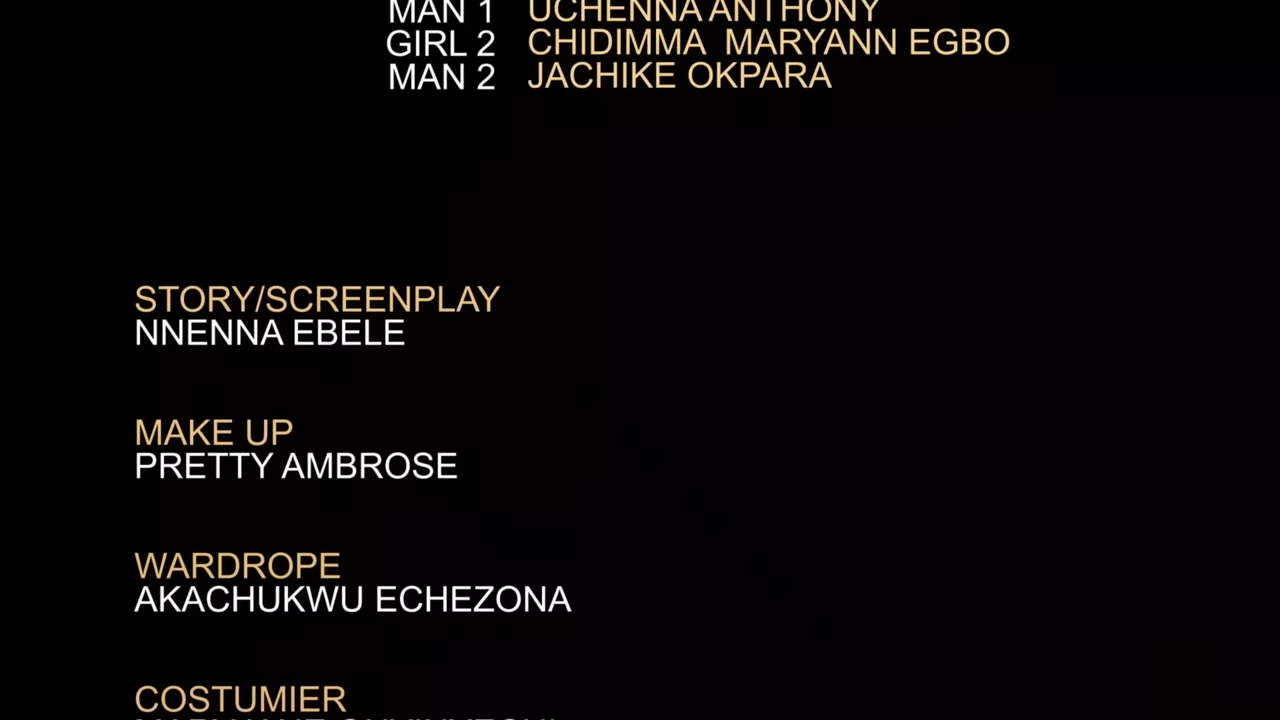 MAN 1 UCHENNA ANTHONY
GIRL 2 CHIDIMMA MARYANN EGBO
MAN 2 JACHIKE OKPARA
STORY/SCREENPLAY
NNENNA EBELE
MAKE UP
PRETTY AMBROSE
WARDROPE
AKACHUKWU ECHEZONA
COSTUMIER